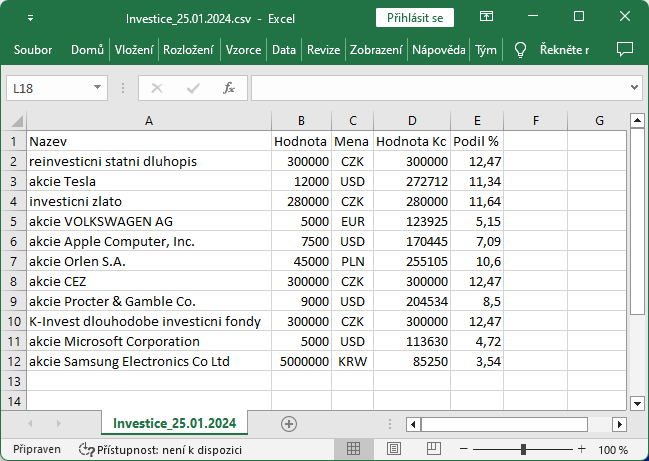 Investice_25.01.2024.csv - Excel
Přihlásit se
Soubor Domů Vložení Rozložení Vzorce Data Revize Zobrazení Nápověda Tým Řekněte r
L18 fx
A B C D E F G
1 Nazev Hodnota Mena Hodnota Kc Podil %
2 reinvesticni statni dluhopis 300000 CZK 300000 12,47
3 akcie Tesla 12000 USD 272712 11,34
4 investicni zlato 280000 CZK 280000 11,64
5 akcie VOLKSWAGEN AG 5000 EUR 123925 5,15
6 akcie Apple Computer, Inc. 7500 USD 170445 7,09
7 akcie Orlen S.A. 45000 PLN 255105 10,6
8 akcie CEZ 300000 CZK 300000 12,47
9 akcie Procter & Gamble Co. 9000 USD 204534 8,5
10 K-Invest dlouhodobe investicni fondy 300000 CZK 300000 12,47
11 akcie Microsoft Corporation 5000 USD 113630 4,72
12 akcie Samsung Electronics Co Ltd 5000000 KRW 85250 3,54
13
14
Investice_25.01.2024
Připraven Přístupnost: není k dispozici 100 %